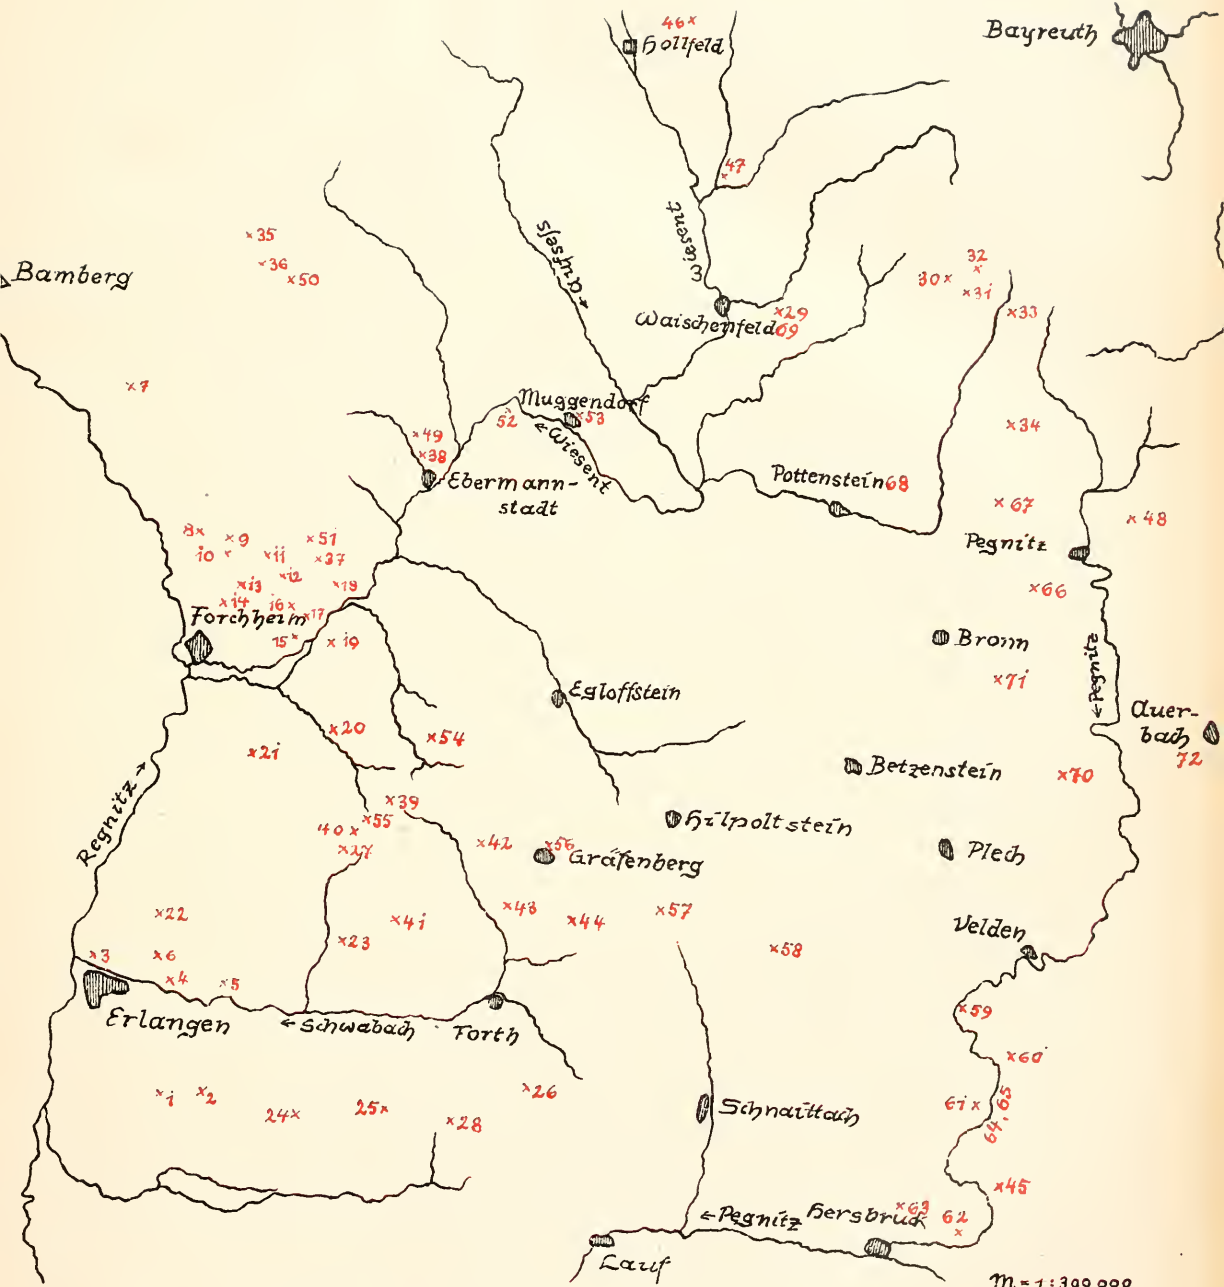 46
Hollfeld
Bayreuth
47
35
36
50
Bamberg
← Aufseſs
Wiesent
32
30
31
33
29
Waischenfeld 69
7
Muggendorf
52
53
← Wiesent
49
38
Ebermann-
stadt
34
Pottenstein 68
67
48
Pegnitz
8
9
51
10
11
37
12
13
18
14
16
17
Forchheim
15
19
66
Bronn
71
← Pegnitz
Egloffstein
20
54
21
Auer-
bach
72
Betzenstein
70
Regnitz →
39
55
40
27
Hilpoltstein
42
56
Gräfenberg
Plech
22
41
43
44
57
23
58
Velden
3
6
4
5
Erlangen
← Schwabach
Forth
59
60
1
2
24
25
26
28
Schnaittach
61
64, 65
45
← Pegnitz
Hersbruck
63
62
Lauf
M = 1:300 000